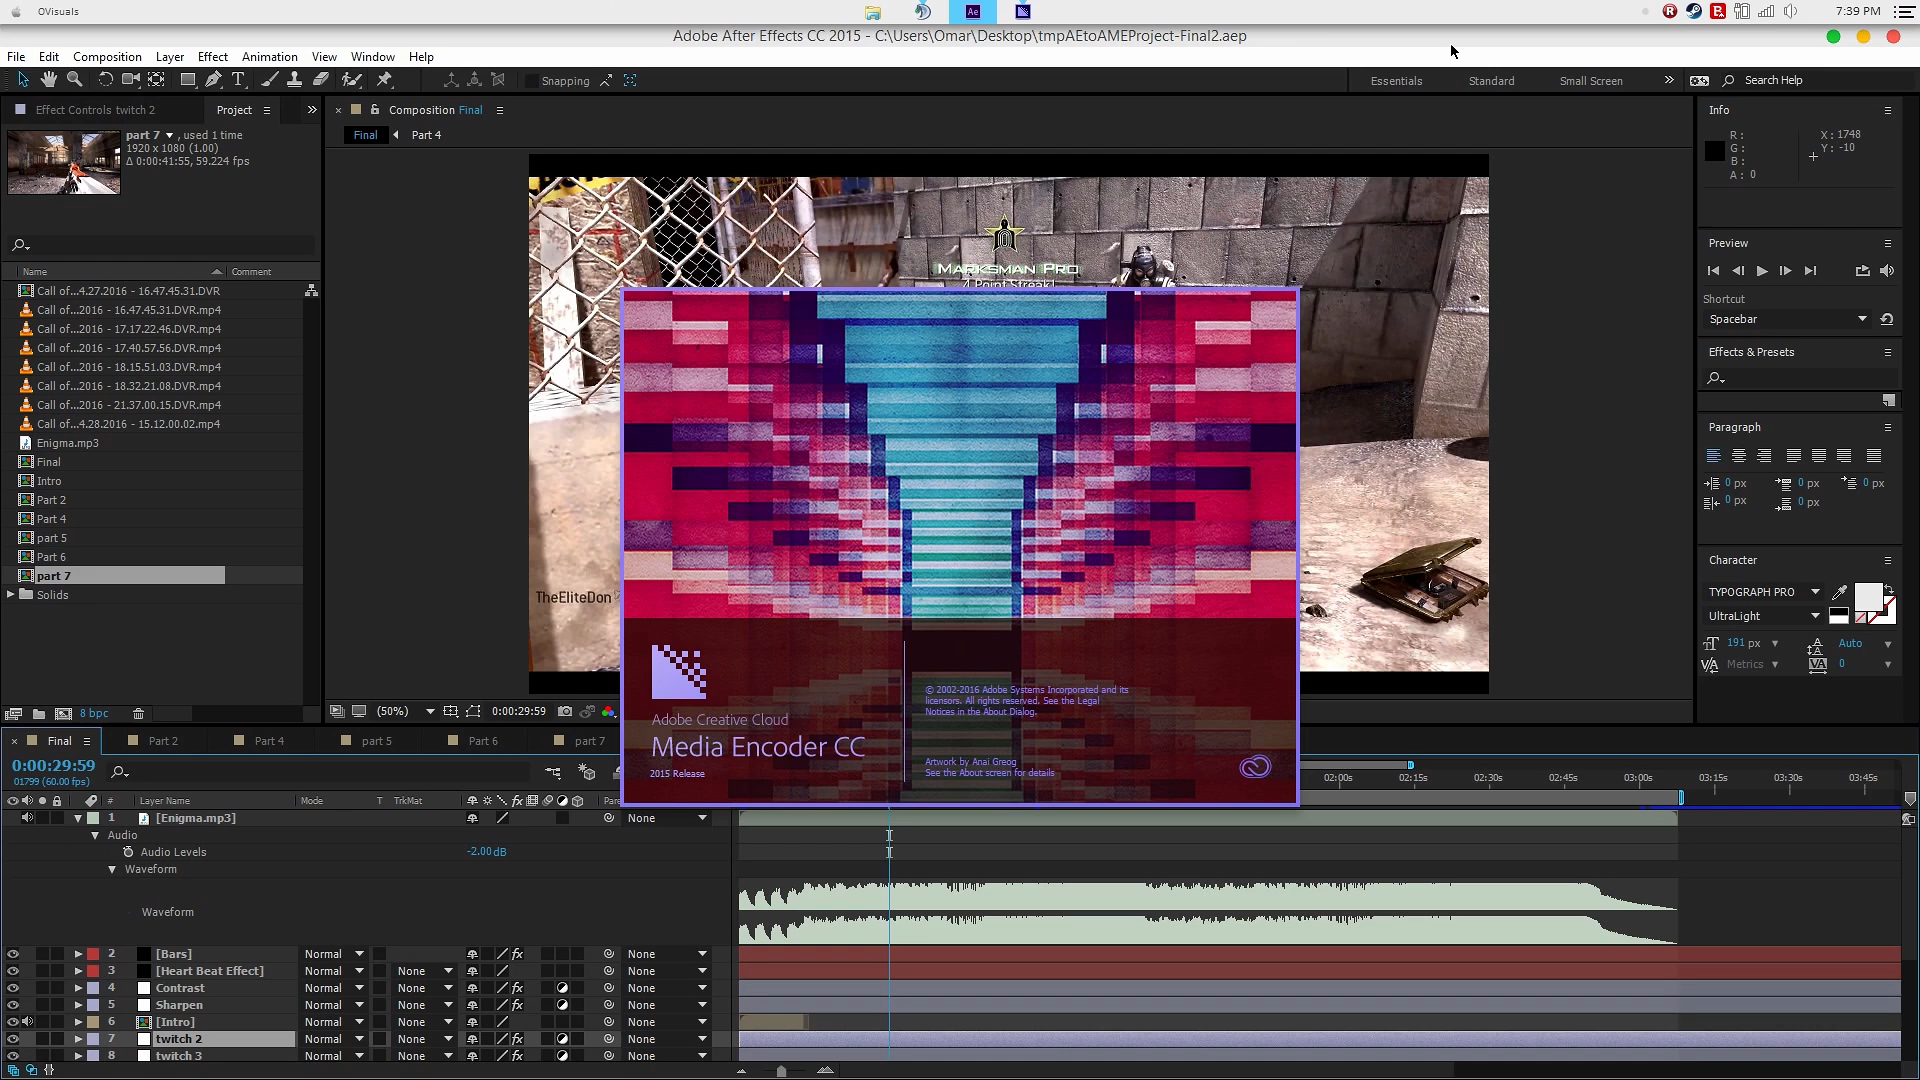 OVisuals
Ae
R
7:39 PM
Adobe After Effects CC 2015 - C:\Users\Omar\Desktop\tmpAEtoAMEProject-Final2.aep
File Edit Composition Layer Effect Animation View Window Help
Snapping
Essentials Standard Small Screen
Search Help
Effect Controls twitch 2
Project
part 7 , used 1 time
1920 x 1080 (1.00)
Δ 0:00:41:55, 59.224 fps
Name Comment
Call of...4.27.2016 - 16.47.45.31.DVR
Call of...2016 - 16.47.45.31.DVR.mp4
Call of...2016 - 17.17.22.46.DVR.mp4
Call of...2016 - 17.40.57.56.DVR.mp4
Call of...2016 - 18.15.51.03.DVR.mp4
Call of...2016 - 18.32.21.08.DVR.mp4
Call of...2016 - 21.37.00.15.DVR.mp4
Call of...4.28.2016 - 15.12.00.02.mp4
Enigma.mp3
Final
Intro
Part 2
Part 4
part 5
Part 6
part 7
Solids
8 bpc
Composition Final
Final Part 4
Marksman Pro
4 Point Streak!
TheEliteDon
(50%) 0:00:29:59
Adobe Creative Cloud
Media Encoder CC
2015 Release
© 2002-2016 Adobe Systems Incorporated and its
licensors. All rights reserved. See the Legal
Notices in the About Dialog.
Artwork by Anai Greog
See the About screen for details
Info
R :
G :
B :
A : 0
X : 1748
Y : -10
Preview
Shortcut
Spacebar
Effects & Presets
Paragraph
0 px 0 px 0 px
0 px 0 px
Character
TYPOGRAPH PRO
UltraLight
191 px Auto
Metrics 0
Final Part 2 Part 4 part 5 Part 6 part 7
0:00:29:59
01799 (60.00 fps)
02:00s 02:15s 02:30s 02:45s 03:00s 03:15s 03:30s 03:45s
# Layer Name Mode T TrkMat Pare
1 [Enigma.mp3] None
Audio
Audio Levels -2.00dB
Waveform
Waveform
2 [Bars] Normal None
3 [Heart Beat Effect] Normal None None
4 Contrast Normal None None
5 Sharpen Normal None None
6 [Intro] Normal None None
7 twitch 2 Normal None None
8 twitch 3 Normal None None